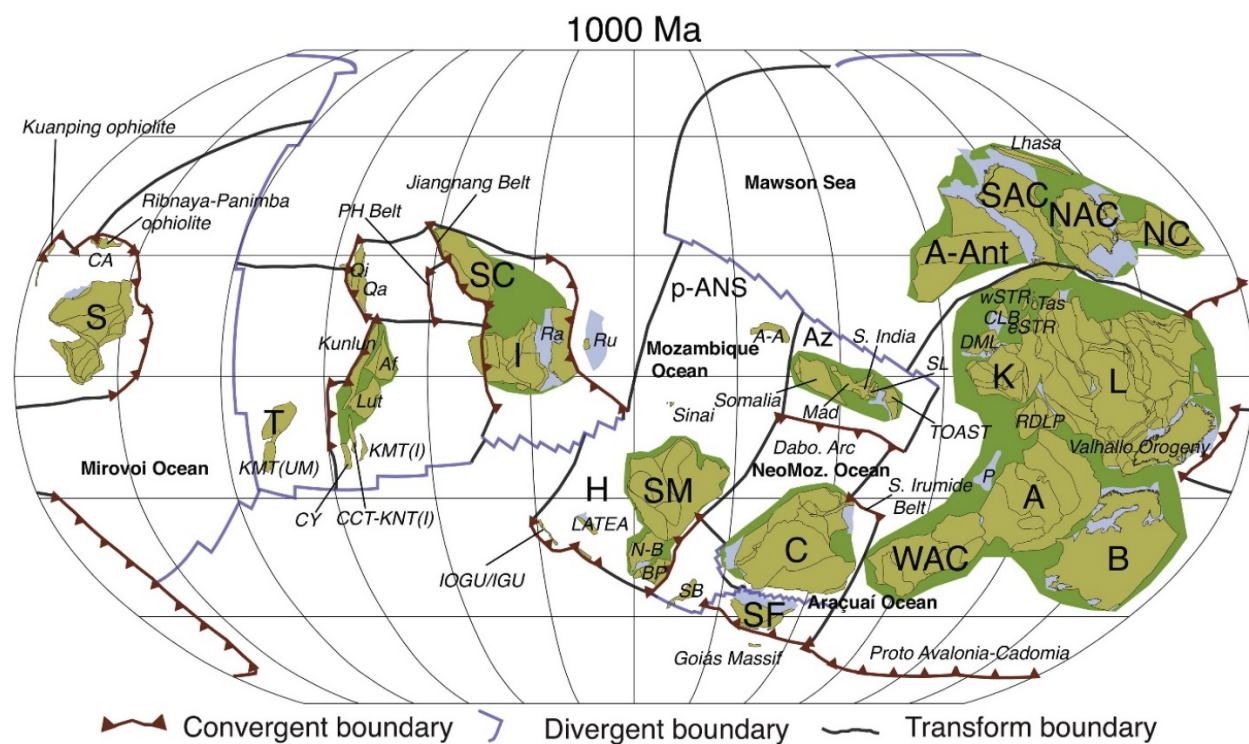 1000 Ma
Kuanping ophiolite
Ribnaya-Panimba
ophiolite
CA
S
Mirovoi Ocean
T
KMT(UM)
CY
CCT-KNT(I)
KMT(I)
Jiangnang Belt
PH Belt
Qi
Qa
Kunlun
Af
Lut
SC
I
Ra
Ru
Mawson Sea
p-ANS
Mozambique
Ocean
A-A
Az
S. India
SL
Somalia
Mad
TOAST
Sinai
Dabo. Arc
NeoMoz. Ocean
S. Irumide
Belt
H
SM
LATEA
N-B
BP
IOGU/IGU
SB
C
SF
Araçuaí Ocean
Goiás Massif
Proto Avalonia-Cadomia
Lhasa
SAC
NAC
NC
A-Ant
wSTR
Tas
CLB
eSTR
DML
K
L
RDLP
Valhallo Orogeny
P
A
WAC
B
Convergent boundary
Divergent boundary
Transform boundary